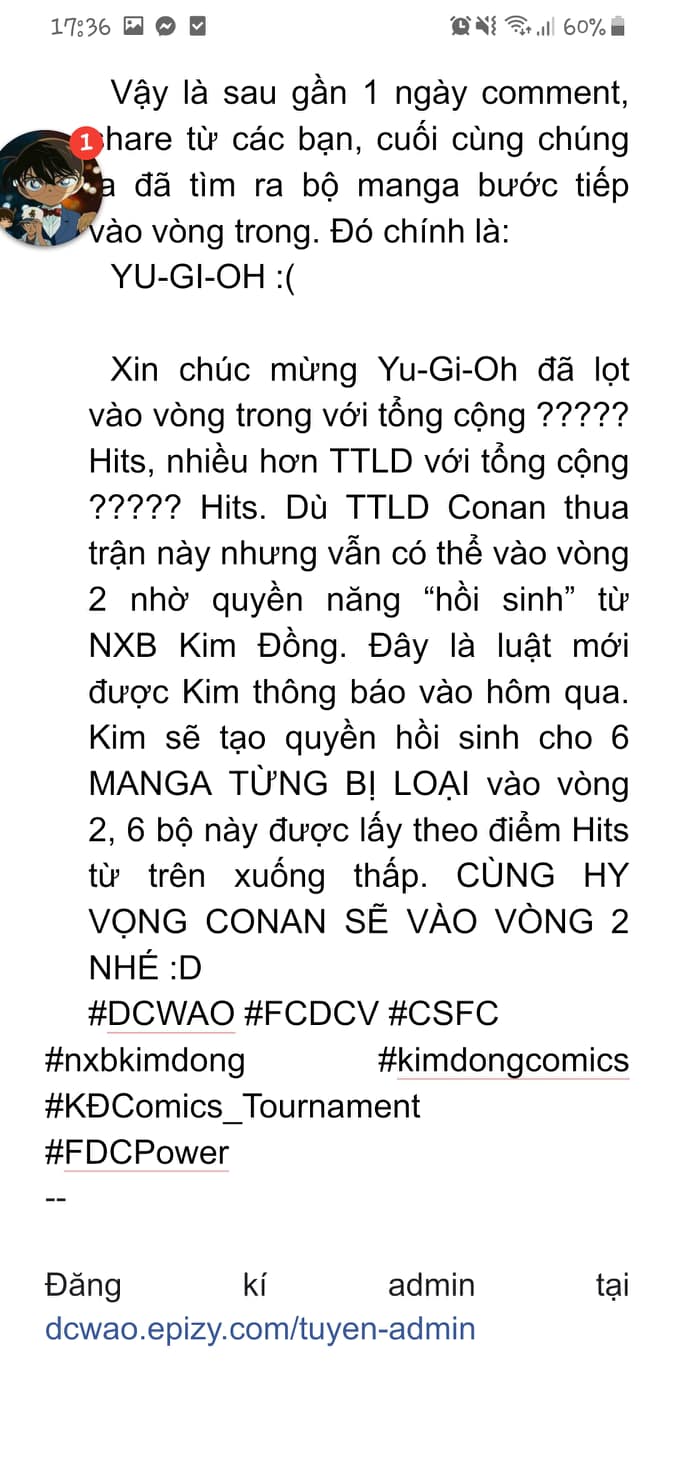 17:36 60%
Vậy là sau gần 1 ngày comment,
1 share từ các bạn, cuối cùng chúng
a đã tìm ra bộ manga bước tiếp
vào vòng trong. Đó chính là:
YU-GI-OH :(
Xin chúc mừng Yu-Gi-Oh đã lọt
vào vòng trong với tổng cộng ?????
Hits, nhiều hơn TTLD với tổng cộng
????? Hits. Dù TTLD Conan thua
trận này nhưng vẫn có thể vào vòng
2 nhờ quyền năng “hồi sinh” từ
NXB Kim Đồng. Đây là luật mới
được Kim thông báo vào hôm qua.
Kim sẽ tạo quyền hồi sinh cho 6
MANGA TỪNG BỊ LOẠI vào vòng
2, 6 bộ này được lấy theo điểm Hits
từ trên xuống thấp. CÙNG HY
VỌNG CONAN SẼ VÀO VÒNG 2
NHÉ :D
#DCWAO #FCDCV #CSFC
#nxbkimdong #kimdongcomics
#KĐComics_Tournament
#FDCPower
--
Đăng kí admin tại
dcwao.epizy.com/tuyen-admin